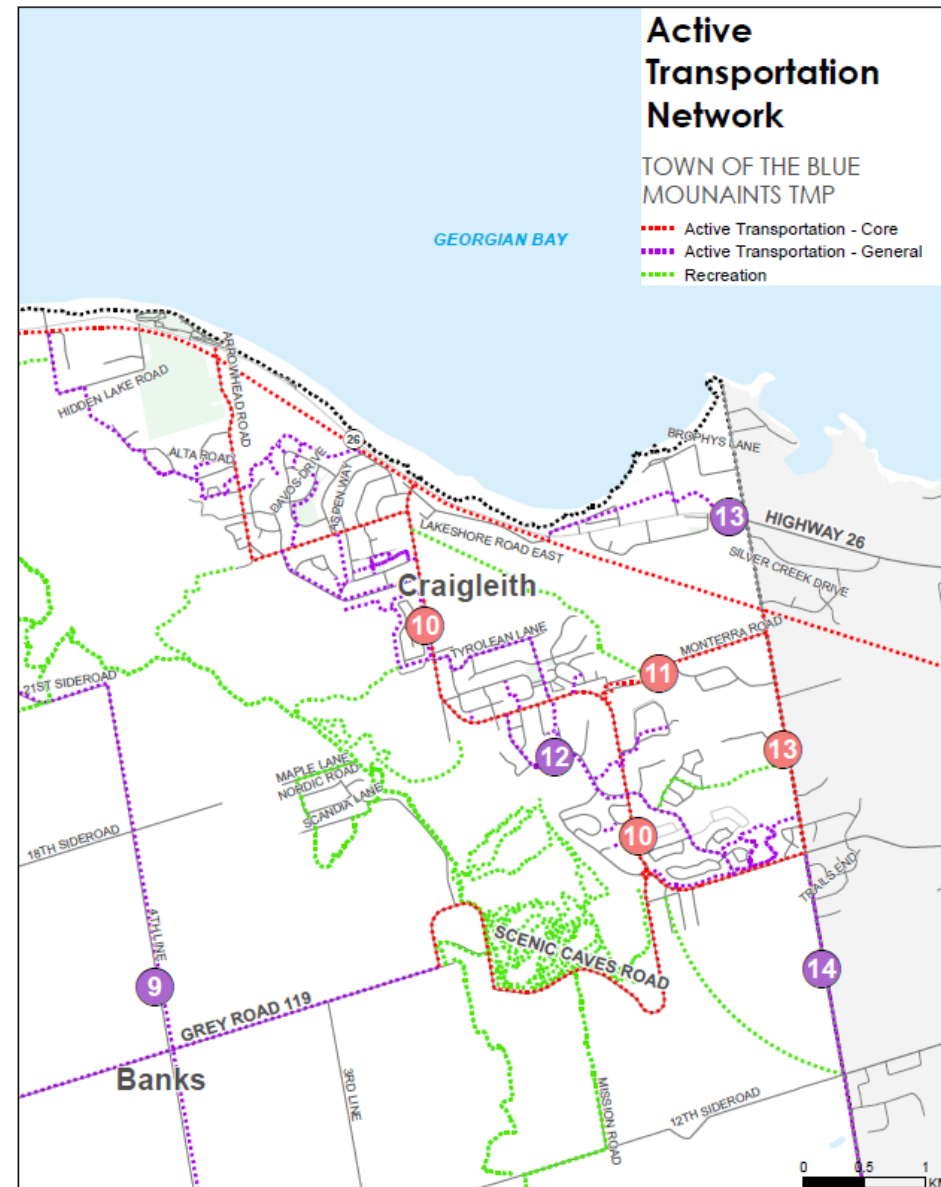 Active
Transportation
Network
TOWN OF THE BLUE
MOUNAINTS TMP
Active Transportation - Core
Active Transportation - General
Recreation
GEORGIAN BAY
ARROWHEAD ROAD
HIDDEN LAKE ROAD
26
BROPHYS LANE
ALTA ROAD
DAVOS DRIVE
ASPEN WAY
13
HIGHWAY 26
LAKESHORE ROAD EAST
SILVER CREEK DRIVE
Craigleith
10
TYROLEAN LANE
MONTERRA ROAD
11
21ST SIDEROAD
12
13
MAPLE LANE
NORDIC ROAD
SCANDIA LANE
18TH SIDEROAD
10
TRAILS END
4TH LINE
SCENIC CAVES ROAD
9
14
GREY ROAD 119
Banks
3RD LINE
MISSION ROAD
12TH SIDEROAD
0 0.5 1
KM